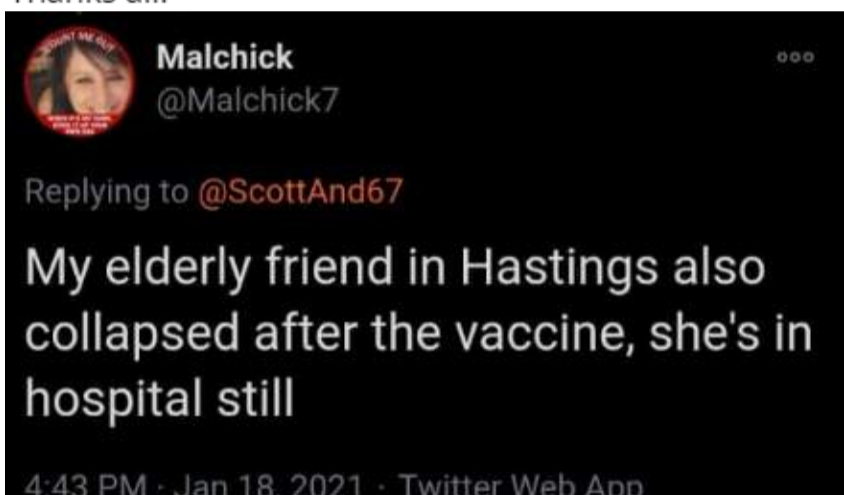 Malchick
@Malchick7
Replying to @ScottAnd67
My elderly friend in Hastings also
collapsed after the vaccine, she's in
hospital still
4:43 PM · Jan 18, 2021 · Twitter Web App